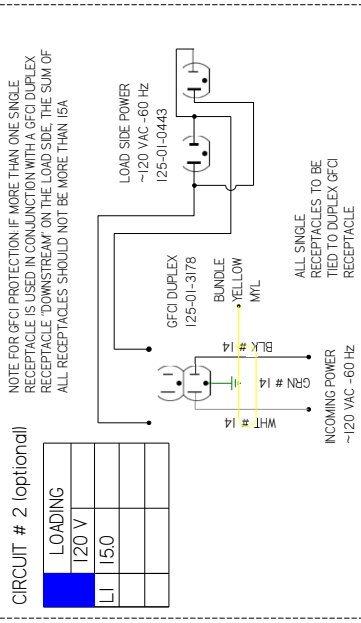 CIRCUIT # 2 (optional)
LOADING
120 V
L1 15.0
NOTE FOR GFCI PROTECTION:IF MORE THAN ONE SINGLE
RECEPTACLE IS USED IN CONJUNCTION WITH A GFCI DUPLEX
RECEPTACLE "DOWNSTREAM" ON THE LOAD SIDE, THE SUM OF
ALL RECEPTACLES SHOULD NOT BE MORE THAN 15A
LOAD SIDE POWER
~120 VAC -60 Hz
125-01-0443
GFCI DUPLEX
125-01-3178
BUNDLE
YELLOW
MYL
WHT # 14
GRN # 14
BLK # 14
INCOMING POWER
~120 VAC -60 Hz
ALL SINGLE
RECEPTACLES TO BE
TIED TO DUPLEX GFCI
RECEPTACLE